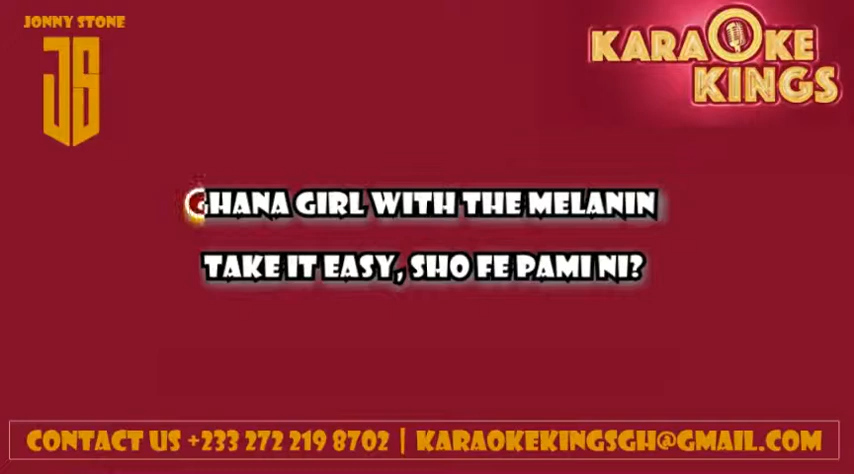 JONNY STONE
JS
KARAOKE
KINGS
GHANA GIRL WITH THE MELANIN
TAKE IT EASY, SHO FE PAMI NI?
CONTACT US +233 272 219 8702 | KARAOKEKINGSGH@GMAIL.COM